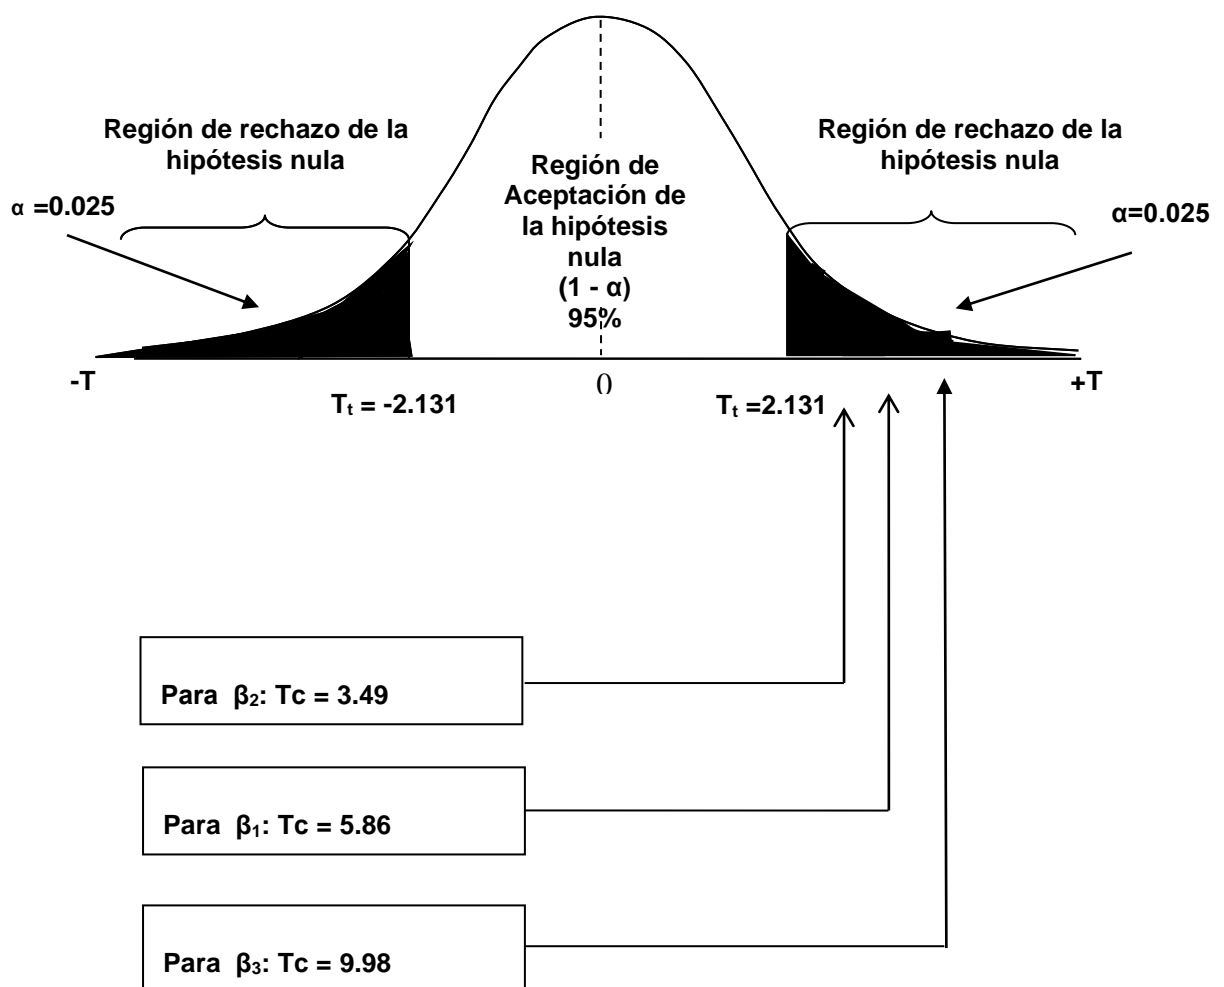 Región de rechazo de la
hipótesis nula
Región de rechazo de la
hipótesis nula
Región de
Aceptación de
la hipótesis
nula
(1 - α)
95%
α =0.025
α=0.025
-T
0
+T
Tₜ = -2.131
Tₜ =2.131
Para β₂: Tc = 3.49
Para β₁: Tc = 5.86
Para β₃: Tc = 9.98